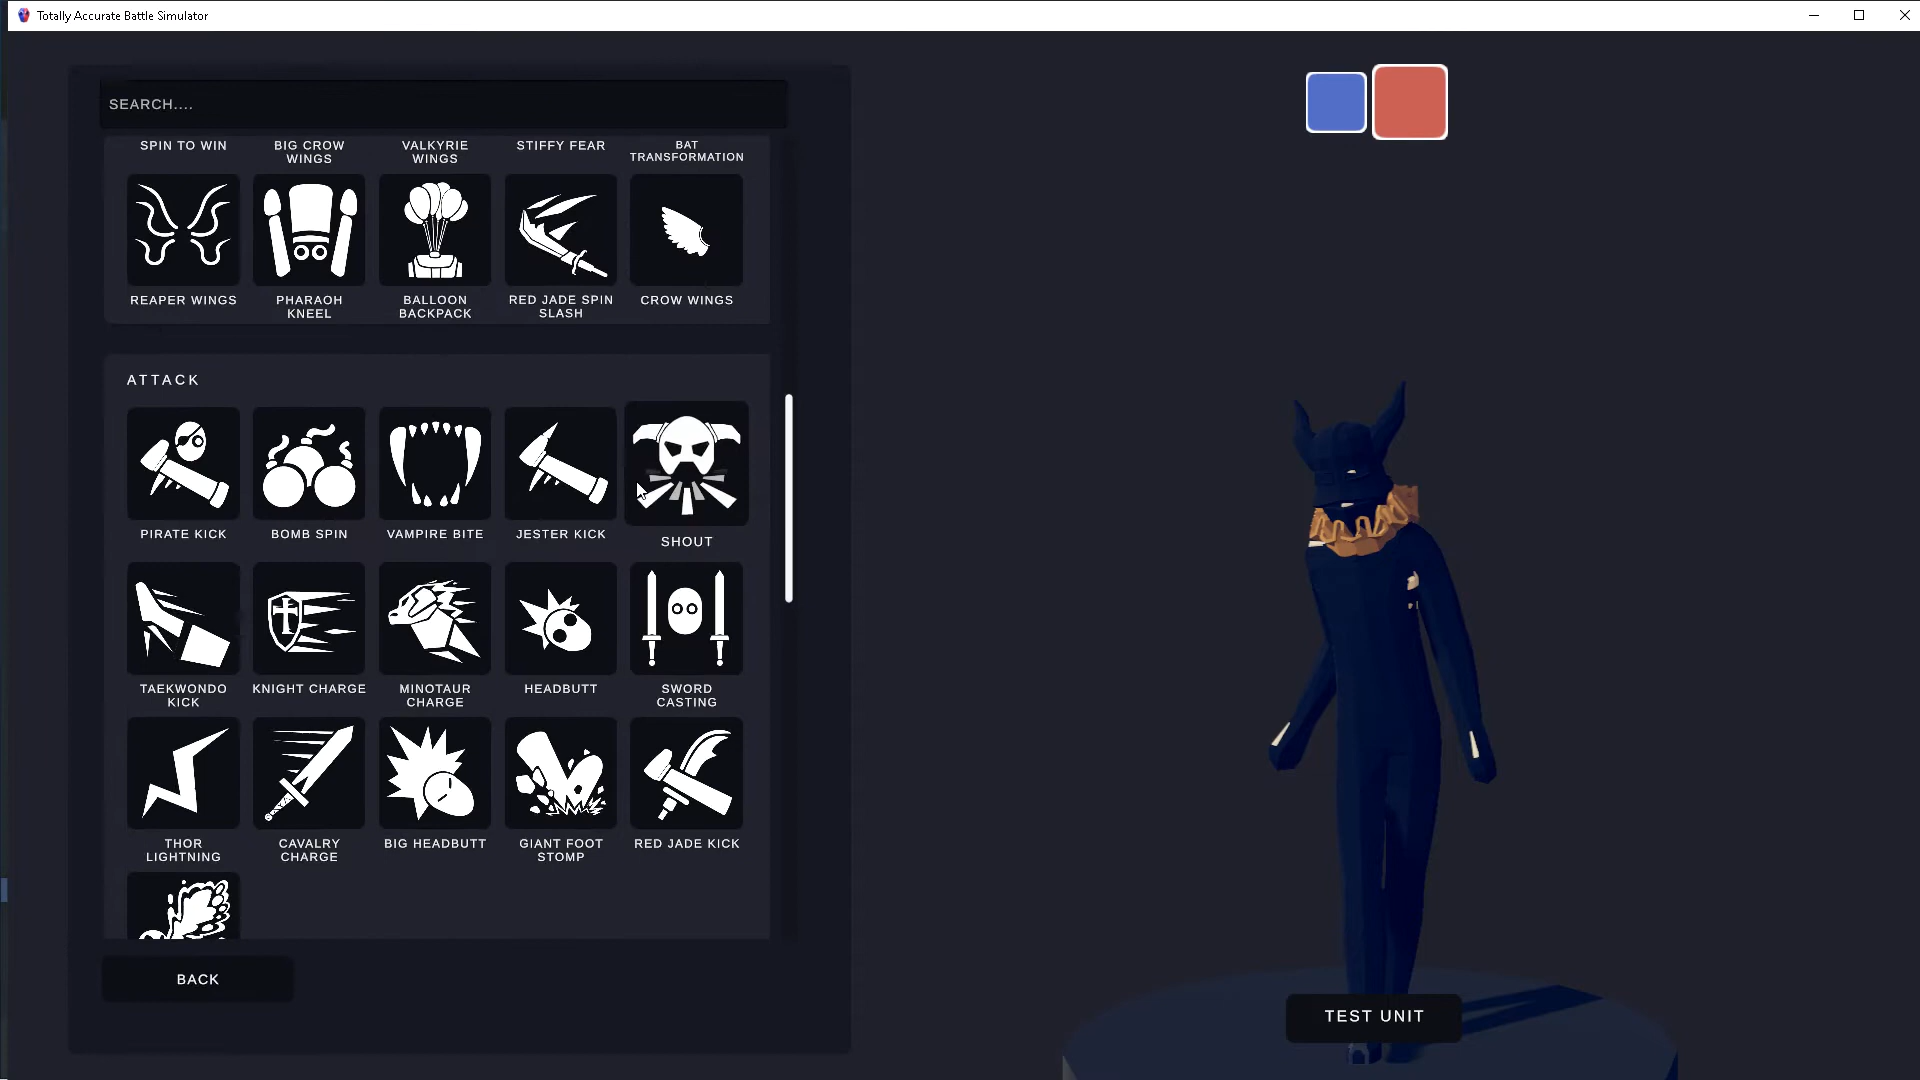 Totally Accurate Battle Simulator
SEARCH....
SPIN TO WIN
BIG CROW
WINGS
VALKYRIE
WINGS
STIFFY FEAR
BAT
TRANSFORMATION
REAPER WINGS
PHARAOH
KNEEL
BALLOON
BACKPACK
RED JADE SPIN
SLASH
CROW WINGS
ATTACK
PIRATE KICK
BOMB SPIN
VAMPIRE BITE
JESTER KICK
SHOUT
TAEKWONDO
KICK
KNIGHT CHARGE
MINOTAUR
CHARGE
HEADBUTT
SWORD
CASTING
THOR
LIGHTNING
CAVALRY
CHARGE
BIG HEADBUTT
GIANT FOOT
STOMP
RED JADE KICK
BACK
TEST UNIT